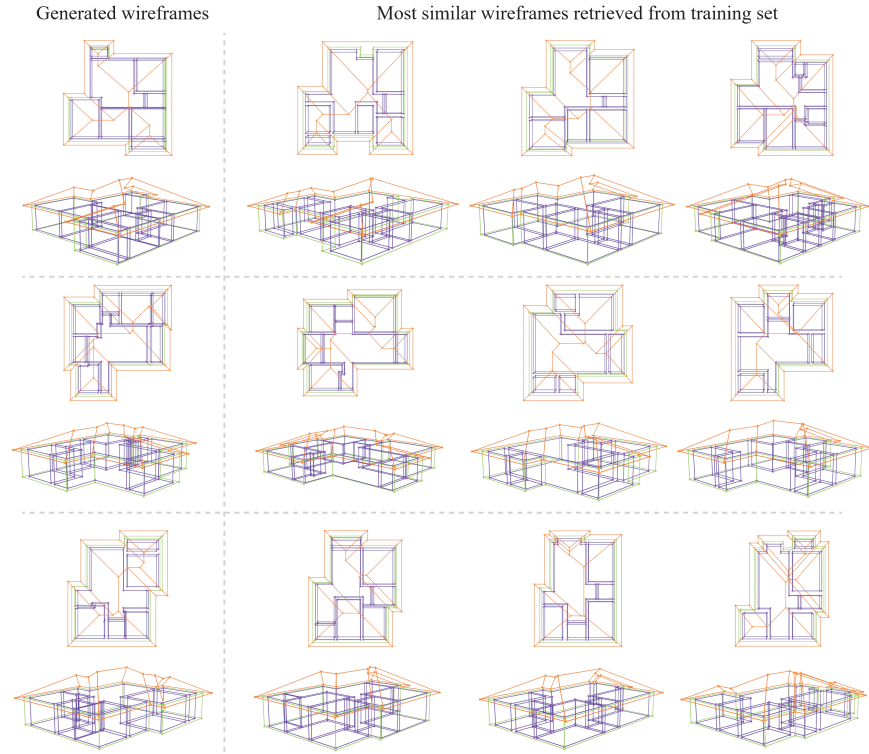 Generated wireframes
Most similar wireframes retrieved from training set